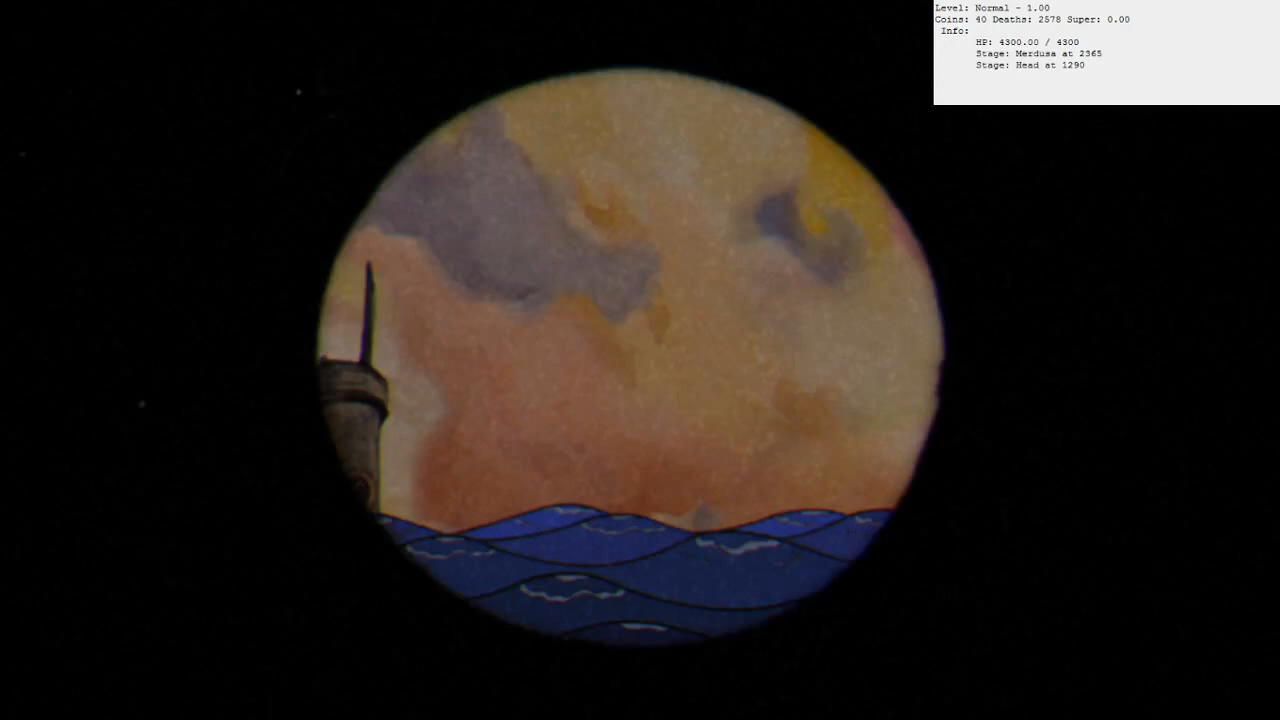 Level: Normal - 1.00
Coins: 40 Deaths: 2578 Super: 0.00
Info:
HP: 4300.00 / 4300
Stage: Merdusa at 2365
Stage: Head at 1290